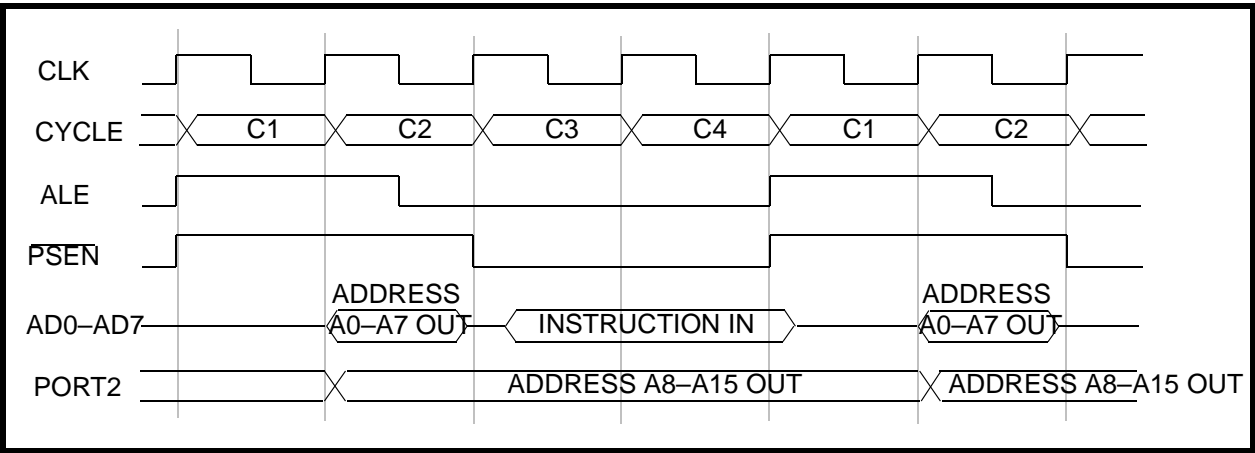 CLK
CYCLE C1 C2 C3 C4 C1 C2
ALE
PSEN
ADDRESS ADDRESS
AD0–AD7 A0–A7 OUT INSTRUCTION IN A0–A7 OUT
PORT2 ADDRESS A8–A15 OUT ADDRESS A8–A15 OUT